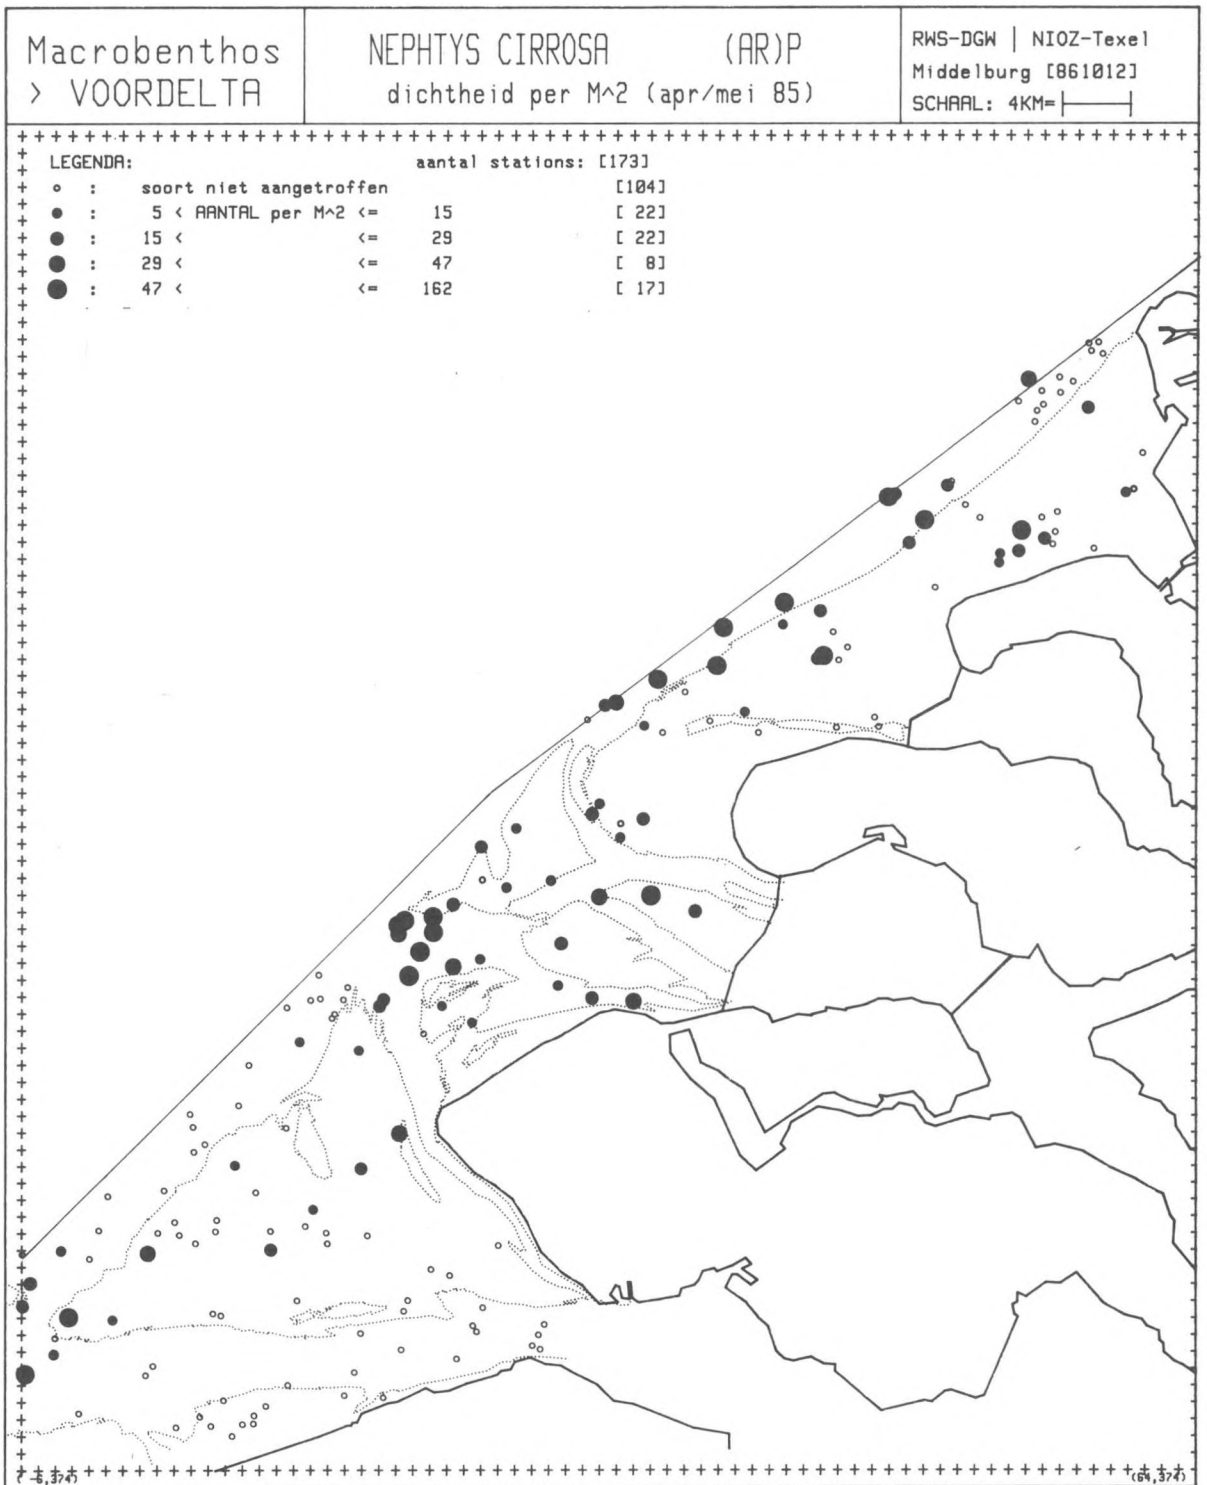 Macrobenthos
> VOORDELTA
NEPHTYS CIRROSA (AR)P
dichtheid per M^2 (apr/mei 85)
RWS-DGW | NIOZ-Texel
Middelburg [861012]
SCHAAL: 4KM=
LEGENDA: aantal stations: [173]
: soort niet aangetroffen [104]
: 5 < AANTAL per M^2 <= 15 [ 22]
: 15 < <= 29 [ 22]
: 29 < <= 47 [ 8]
: 47 < <= 162 [ 17]
( -6,374) (64,374)